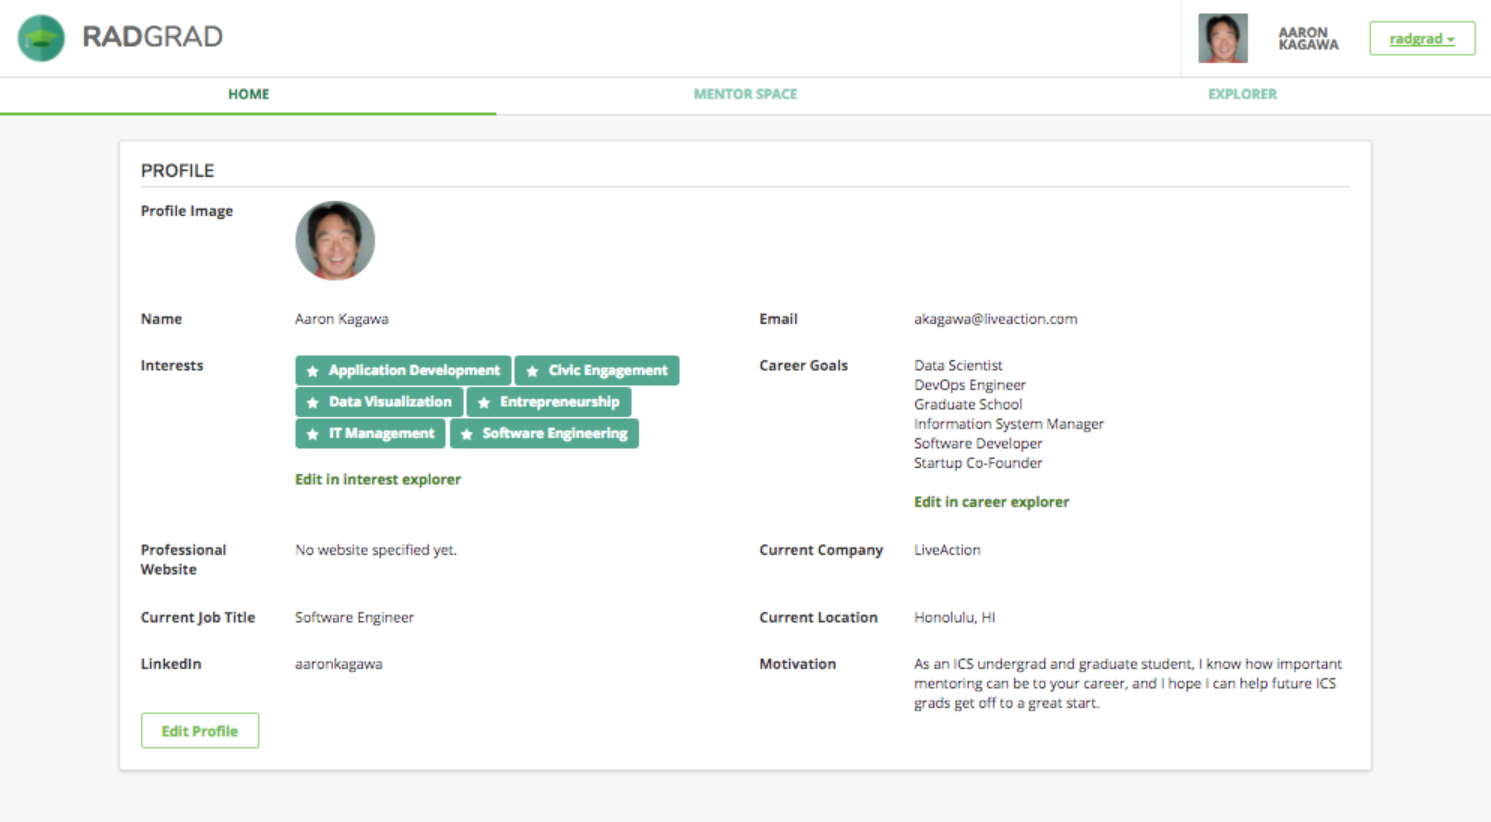 RADGRAD
AARON
KAGAWA
radgrad
HOME
MENTOR SPACE
EXPLORER
PROFILE
Profile Image
Name
Aaron Kagawa
Email
akagawa@liveaction.com
Interests
Application Development
Civic Engagement
Data Visualization
Entrepreneurship
IT Management
Software Engineering
Edit in interest explorer
Career Goals
Data Scientist
DevOps Engineer
Graduate School
Information System Manager
Software Developer
Startup Co-Founder
Edit in career explorer
Professional
Website
No website specified yet.
Current Company
LiveAction
Current Job Title
Software Engineer
Current Location
Honolulu, HI
LinkedIn
aaronkagawa
Motivation
As an ICS undergrad and graduate student, I know how important
mentoring can be to your career, and I hope I can help future ICS
grads get off to a great start.
Edit Profile